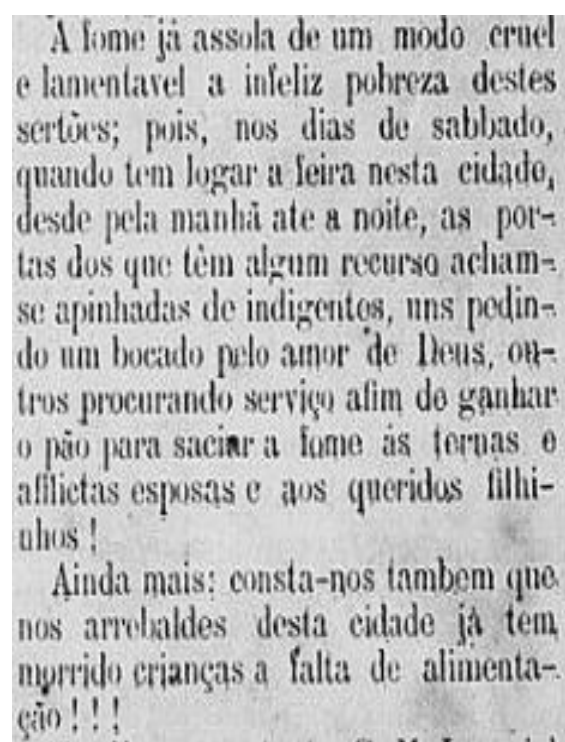 A fome já assola de um modo cruel
e lamentavel a infeliz pobreza destes
sertões; pois, nos dias de sabbado,
quando tem logar a feira nesta cidade,
desde pela manhã ate a noite, as por-
tas dos que têm algum recurso acham-
se apinhadas de indigentes, uns pedin-
do um bocado pelo amor de Deus, ou-
tros procurando serviço afim de ganhar
o pão para saciar a fome ás ternas e
afflictas esposas e aos queridos filhi-
nhos !
Ainda mais: consta-nos tambem que
nos arrebaldes desta cidade já tem
morrido crianças a falta de alimenta-
ção ! ! !